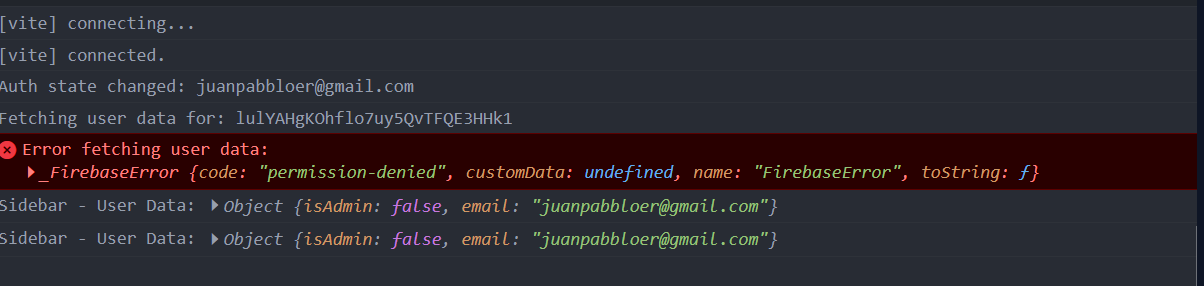 [vite] connecting...
[vite] connected.
Auth state changed: juanpabbloer@gmail.com
Fetching user data for: lulYAHgKOhflo7uy5QvTFQE3HHk1
Error fetching user data:
_FirebaseError {code: "permission-denied", customData: undefined, name: "FirebaseError", toString: ƒ}
Sidebar - User Data: Object {isAdmin: false, email: "juanpabbloer@gmail.com"}
Sidebar - User Data: Object {isAdmin: false, email: "juanpabbloer@gmail.com"}